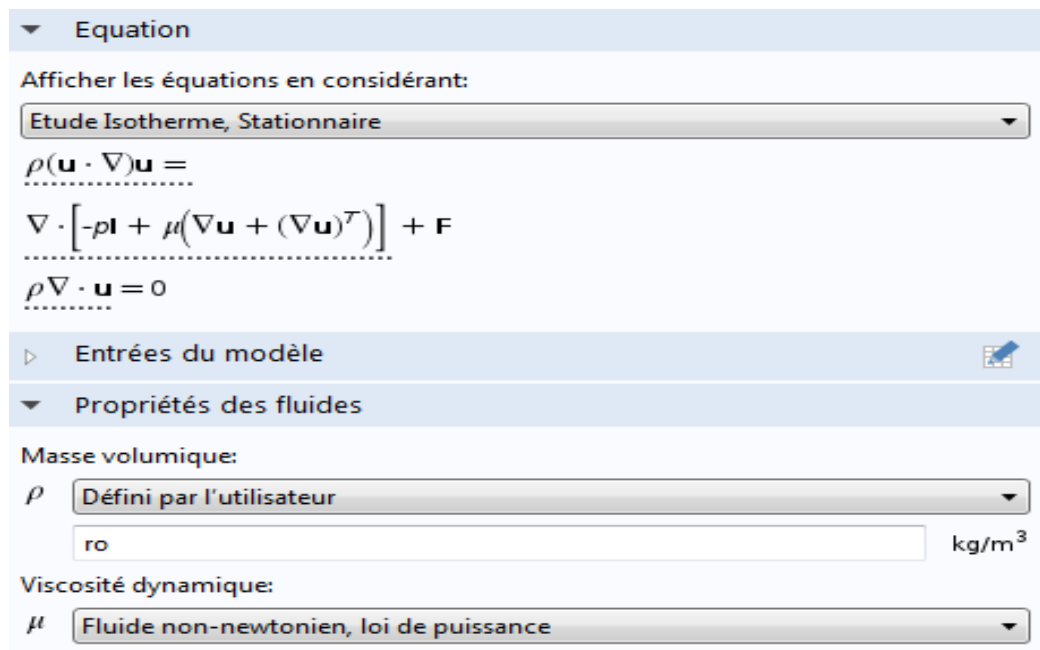 Equation
Afficher les équations en considérant:
Etude Isotherme, Stationnaire
ρ(u · ∇)u =
∇ · [-pI + μ(∇u + (∇u)ᵀ)] + F
ρ∇ · u = 0
Entrées du modèle
Propriétés des fluides
Masse volumique:
ρ Défini par l'utilisateur
ro kg/m³
Viscosité dynamique:
μ Fluide non-newtonien, loi de puissance